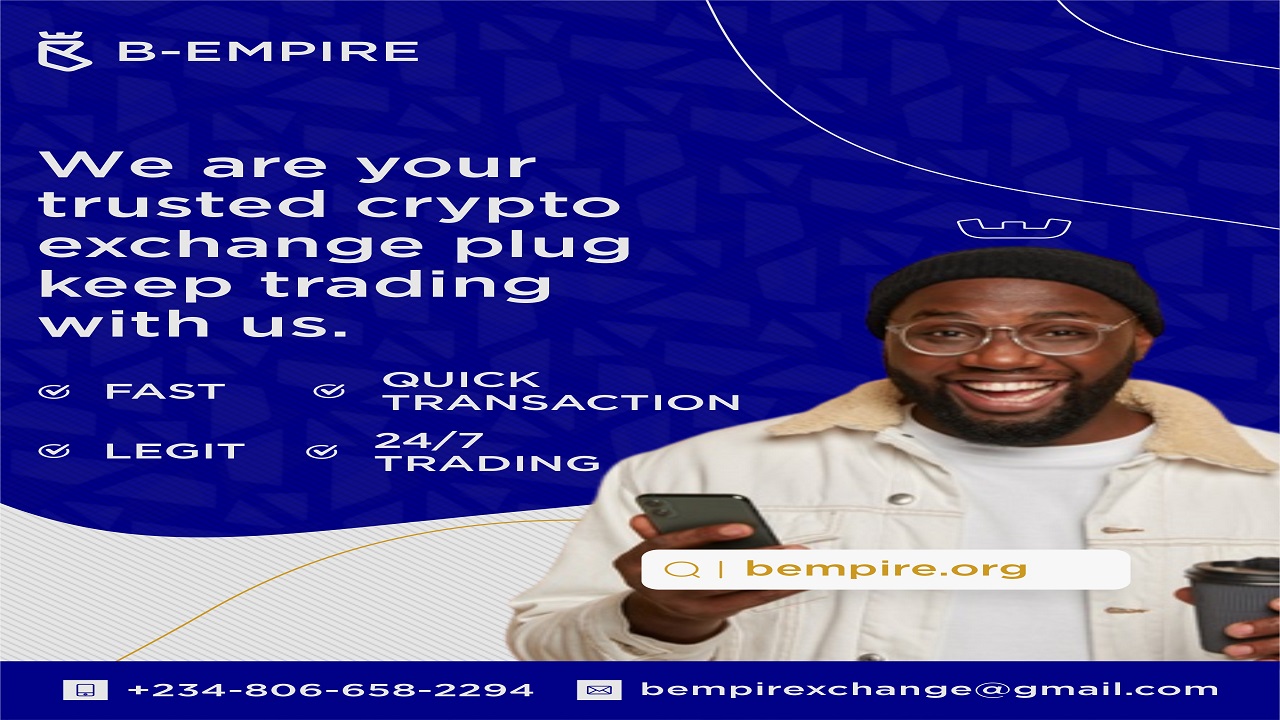 B-EMPIRE
We are your
trusted crypto
exchange plug
keep trading
with us.
FAST
QUICK
TRANSACTION
LEGIT
24/7
TRADING
bempire.org
+234-806-658-2294
bempirexchange@gmail.com